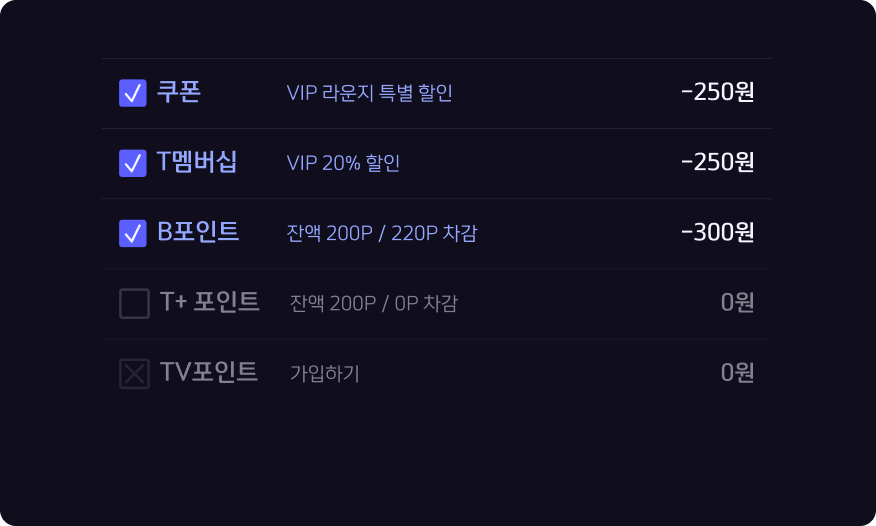 쿠폰 VIP 라운지 특별 할인 -250원
T멤버십 VIP 20% 할인 -250원
B포인트 잔액 200P / 220P 차감 -300원
T+ 포인트 잔액 200P / 0P 차감 0원
TV포인트 가입하기 0원